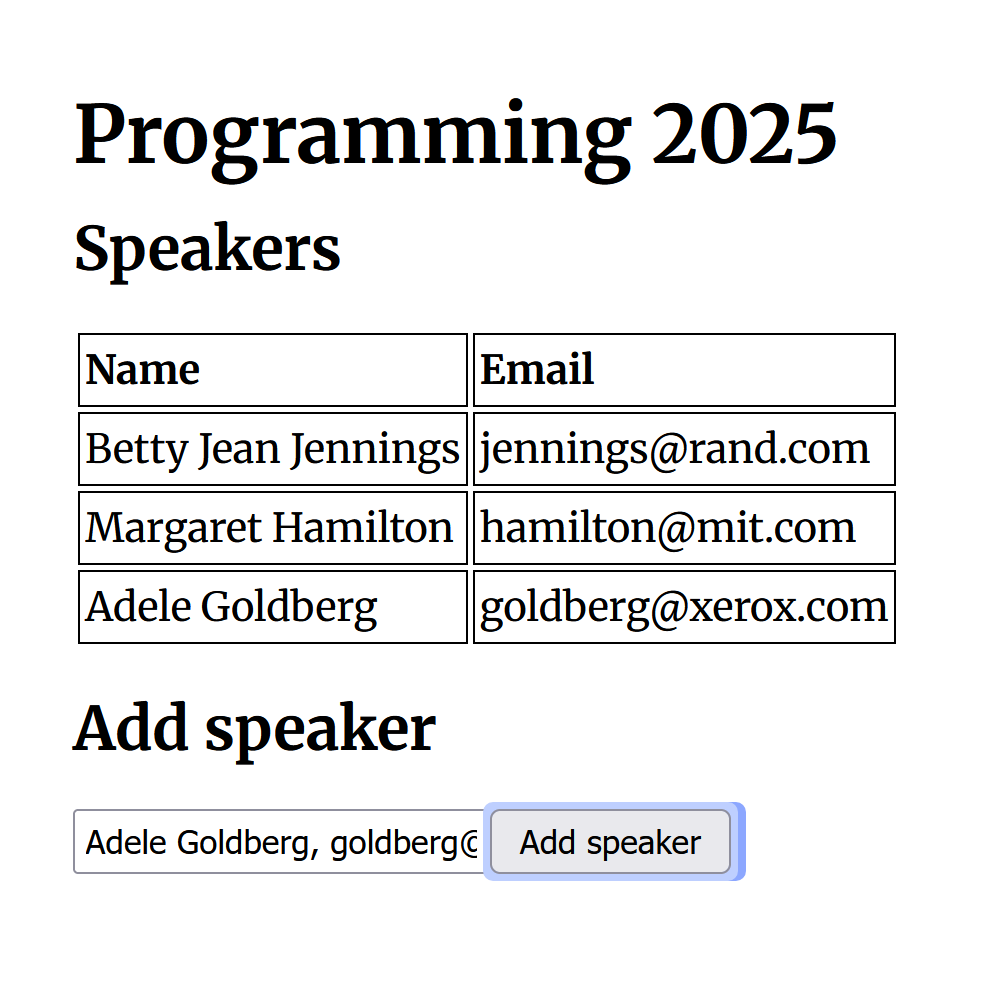 Programming 2025
Speakers
Name Email
Betty Jean Jennings jennings@rand.com
Margaret Hamilton hamilton@mit.com
Adele Goldberg goldberg@xerox.com
Add speaker
Adele Goldberg, goldberg@ Add speaker